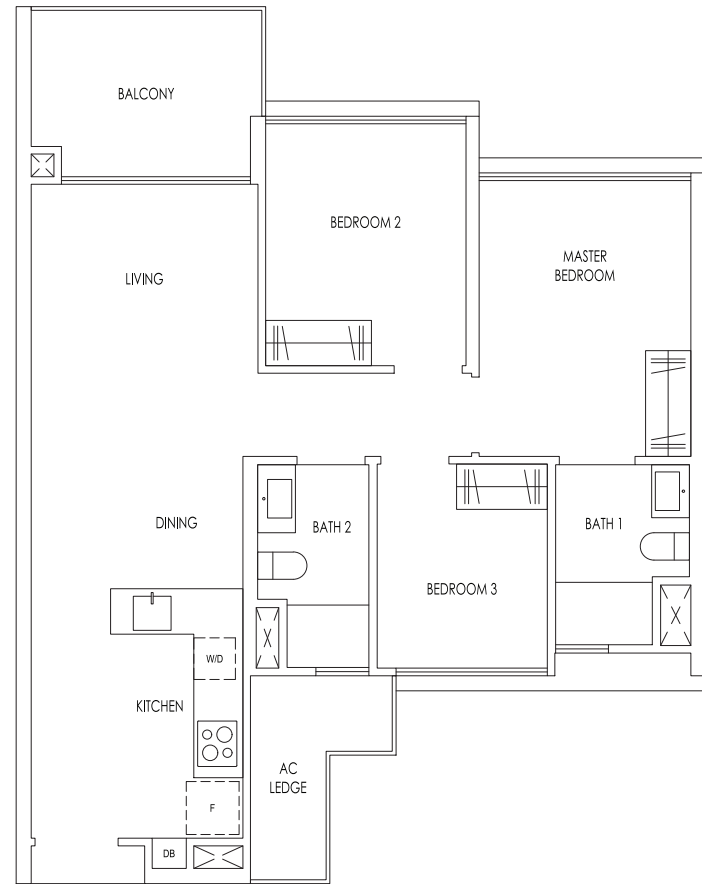 BALCONY
BEDROOM 2
MASTER
BEDROOM
LIVING
DINING
BATH 2
BATH 1
BEDROOM 3
W/D
KITCHEN
AC
LEDGE
F
DB